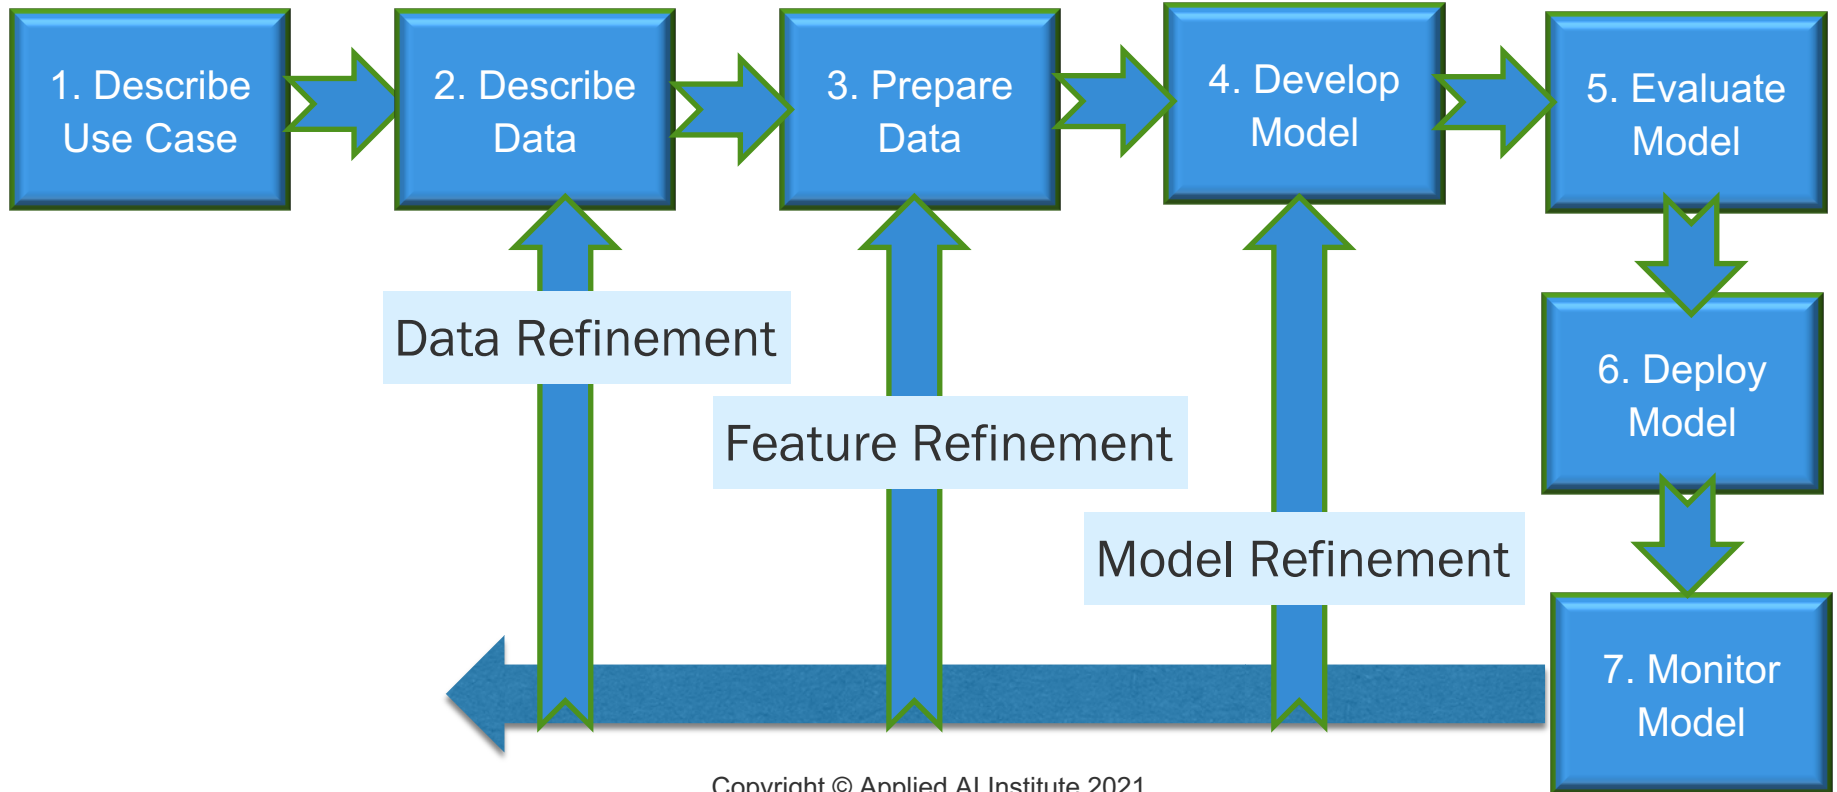 1. Describe
Use Case
2. Describe
Data
3. Prepare
Data
4. Develop
Model
5. Evaluate
Model
Data Refinement
6. Deploy
Model
Feature Refinement
Model Refinement
7. Monitor
Model
Copyright © Applied AI Institute 2021